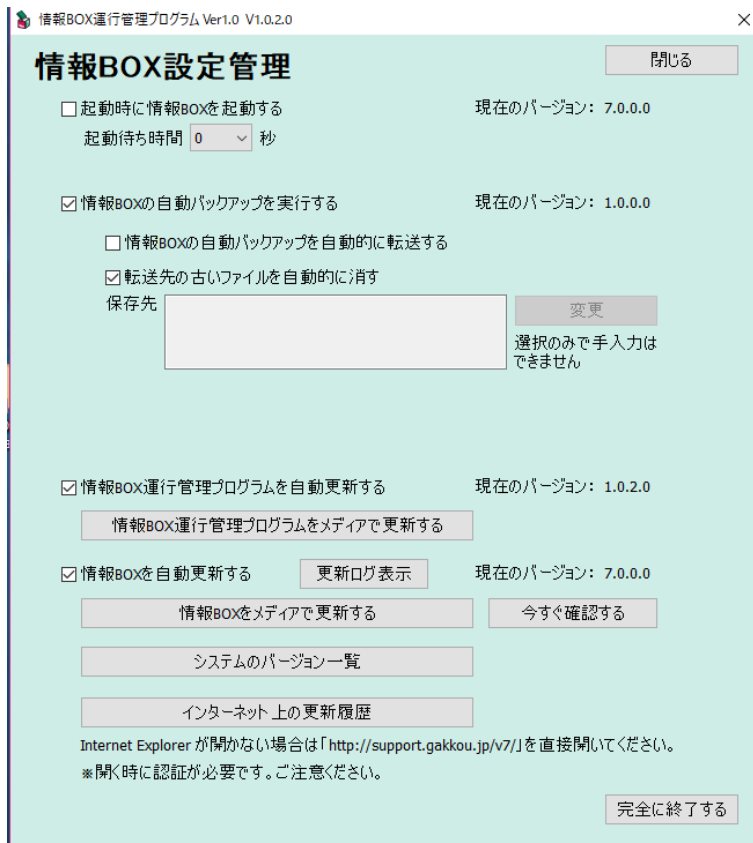 情報BOX運行管理プログラム Ver1.0 V1.0.2.0
情報BOX設定管理
閉じる
起動時に情報BOXを起動する
現在のバージョン： 7.0.0.0
起動待ち時間 0 秒
情報BOXの自動バックアップを実行する
現在のバージョン： 1.0.0.0
情報BOXの自動バックアップを自動的に転送する
転送先の古いファイルを自動的に消す
保存先
変更
選択のみで手入力は
できません
情報BOX運行管理プログラムを自動更新する
現在のバージョン： 1.0.2.0
情報BOX運行管理プログラムをメディアで更新する
情報BOXを自動更新する
更新ログ表示
現在のバージョン： 7.0.0.0
情報BOXをメディアで更新する
今すぐ確認する
システムのバージョン一覧
インターネット上の更新履歴
Internet Explorer が開かない場合は「http://support.gakkou.jp/v7/」を直接開いてください。
※開く時に認証が必要です。ご注意ください。
完全に終了する